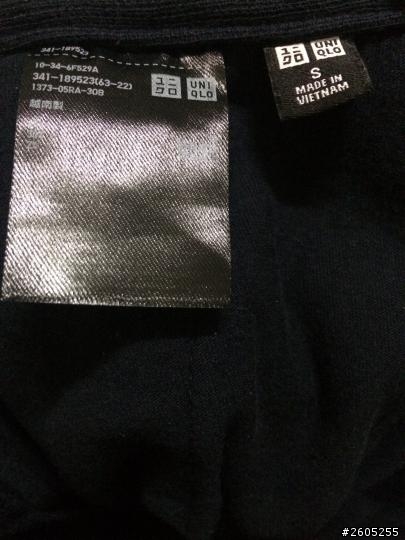 341-189523
10-34-6F529A
341-189523(63-22)
1373-05RA-30B
越南製
ユニ
クロ
UNI
QLO
ユニ
クロ
UNI
QLO
S
MADE IN
VIETNAM
#2605255